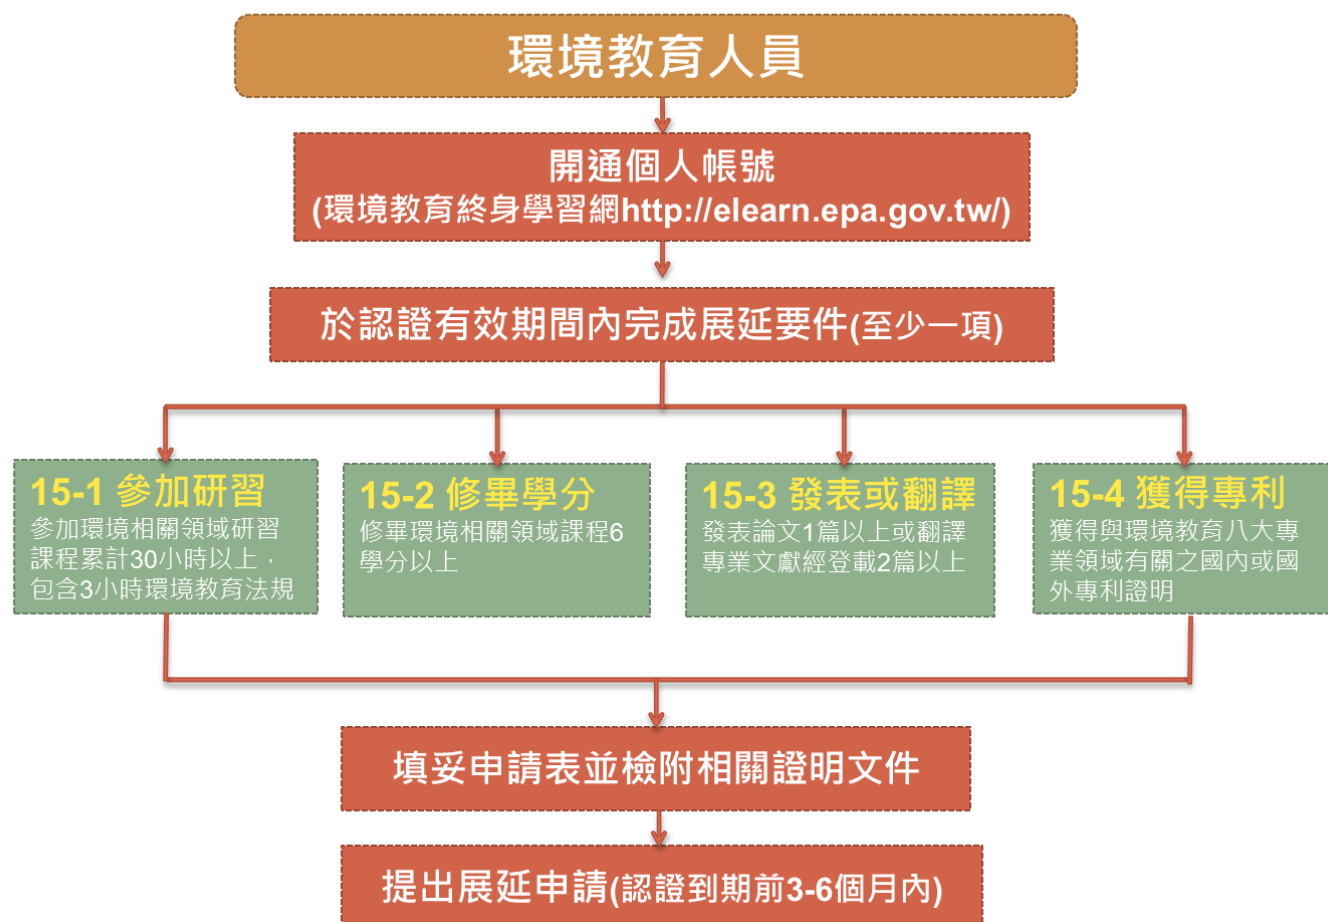 環境教育人員
開通個人帳號
(環境教育終身學習網http://elearn.epa.gov.tw/)
於認證有效期間內完成展延要件(至少一項)
15-1 參加研習
參加環境相關領域研習
課程累計30小時以上，
包含3小時環境教育法規
15-2 修畢學分
修畢環境相關領域課程6
學分以上
15-3 發表或翻譯
發表論文1篇以上或翻譯
專業文獻經登載2篇以上
15-4 獲得專利
獲得與環境教育八大專
業領域有關之國內或國
外專利證明
填妥申請表並檢附相關證明文件
提出展延申請(認證到期前3-6個月內)